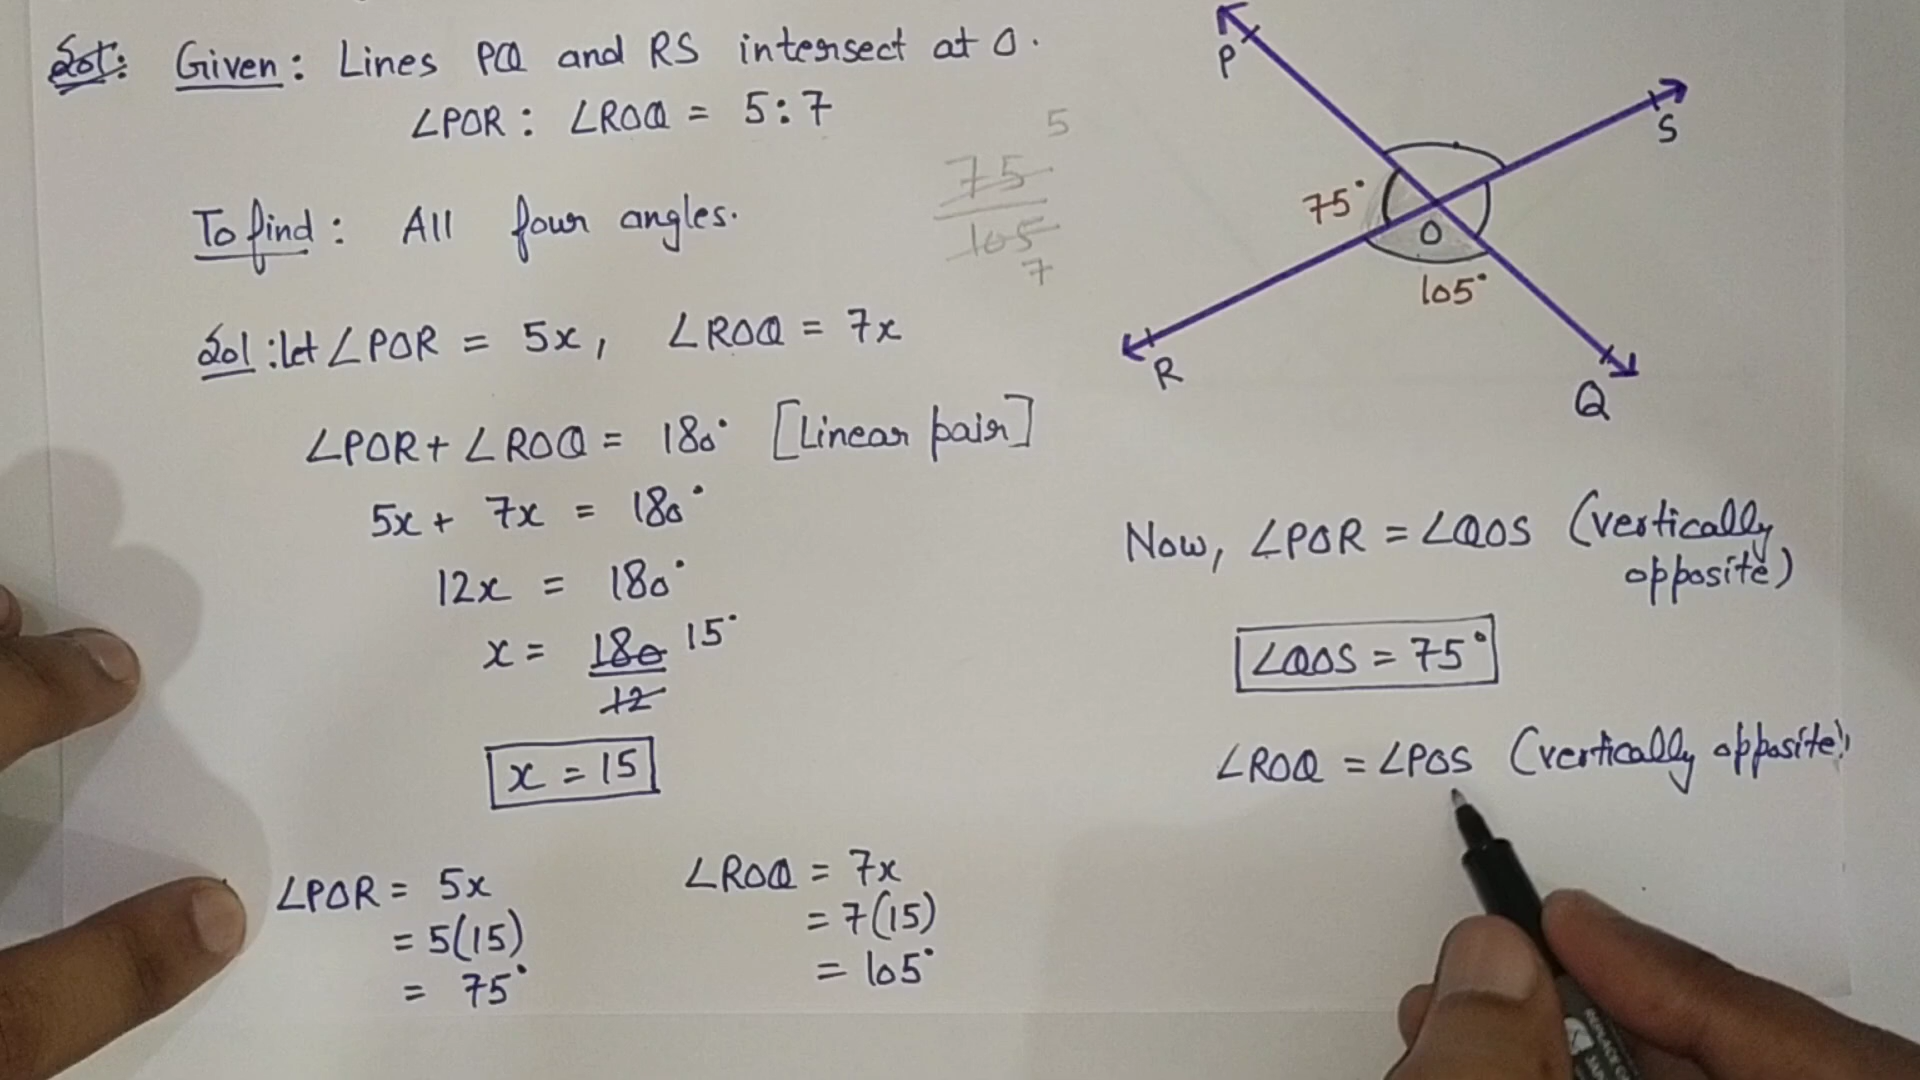 Sol: Given: Lines PQ and RS intersect at O.
∠POR : ∠ROQ = 5:7
5
75
105
7
To find: All four angles.
Sol: let ∠POR = 5x, ∠ROQ = 7x
∠POR + ∠ROQ = 180° [Linear pair]
5x + 7x = 180°
12x = 180°
x = 180 15°
12
x = 15
∠POR = 5x
= 5(15)
= 75°
∠ROQ = 7x
= 7(15)
= 105°
P
S
75°
O
105°
R
Q
Now, ∠POR = ∠QOS (vertically
opposite)
∠QOS = 75°
∠ROQ = ∠POS (vertically opposite)